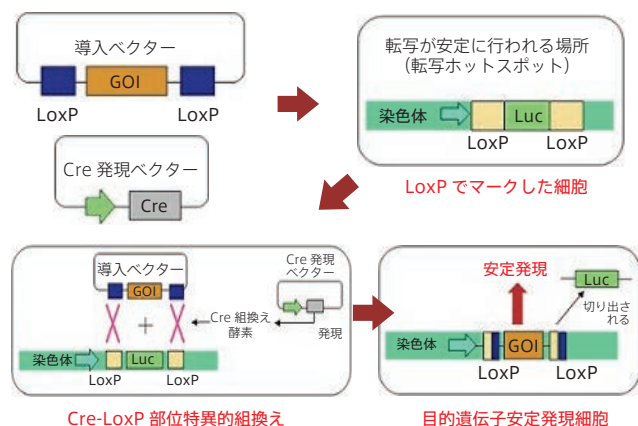 導入ベクター
GOI
LoxP LoxP
Cre 発現ベクター
Cre
転写が安定に行われる場所
(転写ホットスポット)
染色体 Luc
LoxP LoxP
LoxP でマークした細胞
導入ベクター
GOI
Cre 発現
ベクター
+
Cre 組換え
酵素
発現
染色体 Luc
LoxP LoxP
Cre-LoxP 部位特異的組換え
安定発現
Luc
切り出さ
れる
染色体 GOI
LoxP LoxP
目的遺伝子安定発現細胞